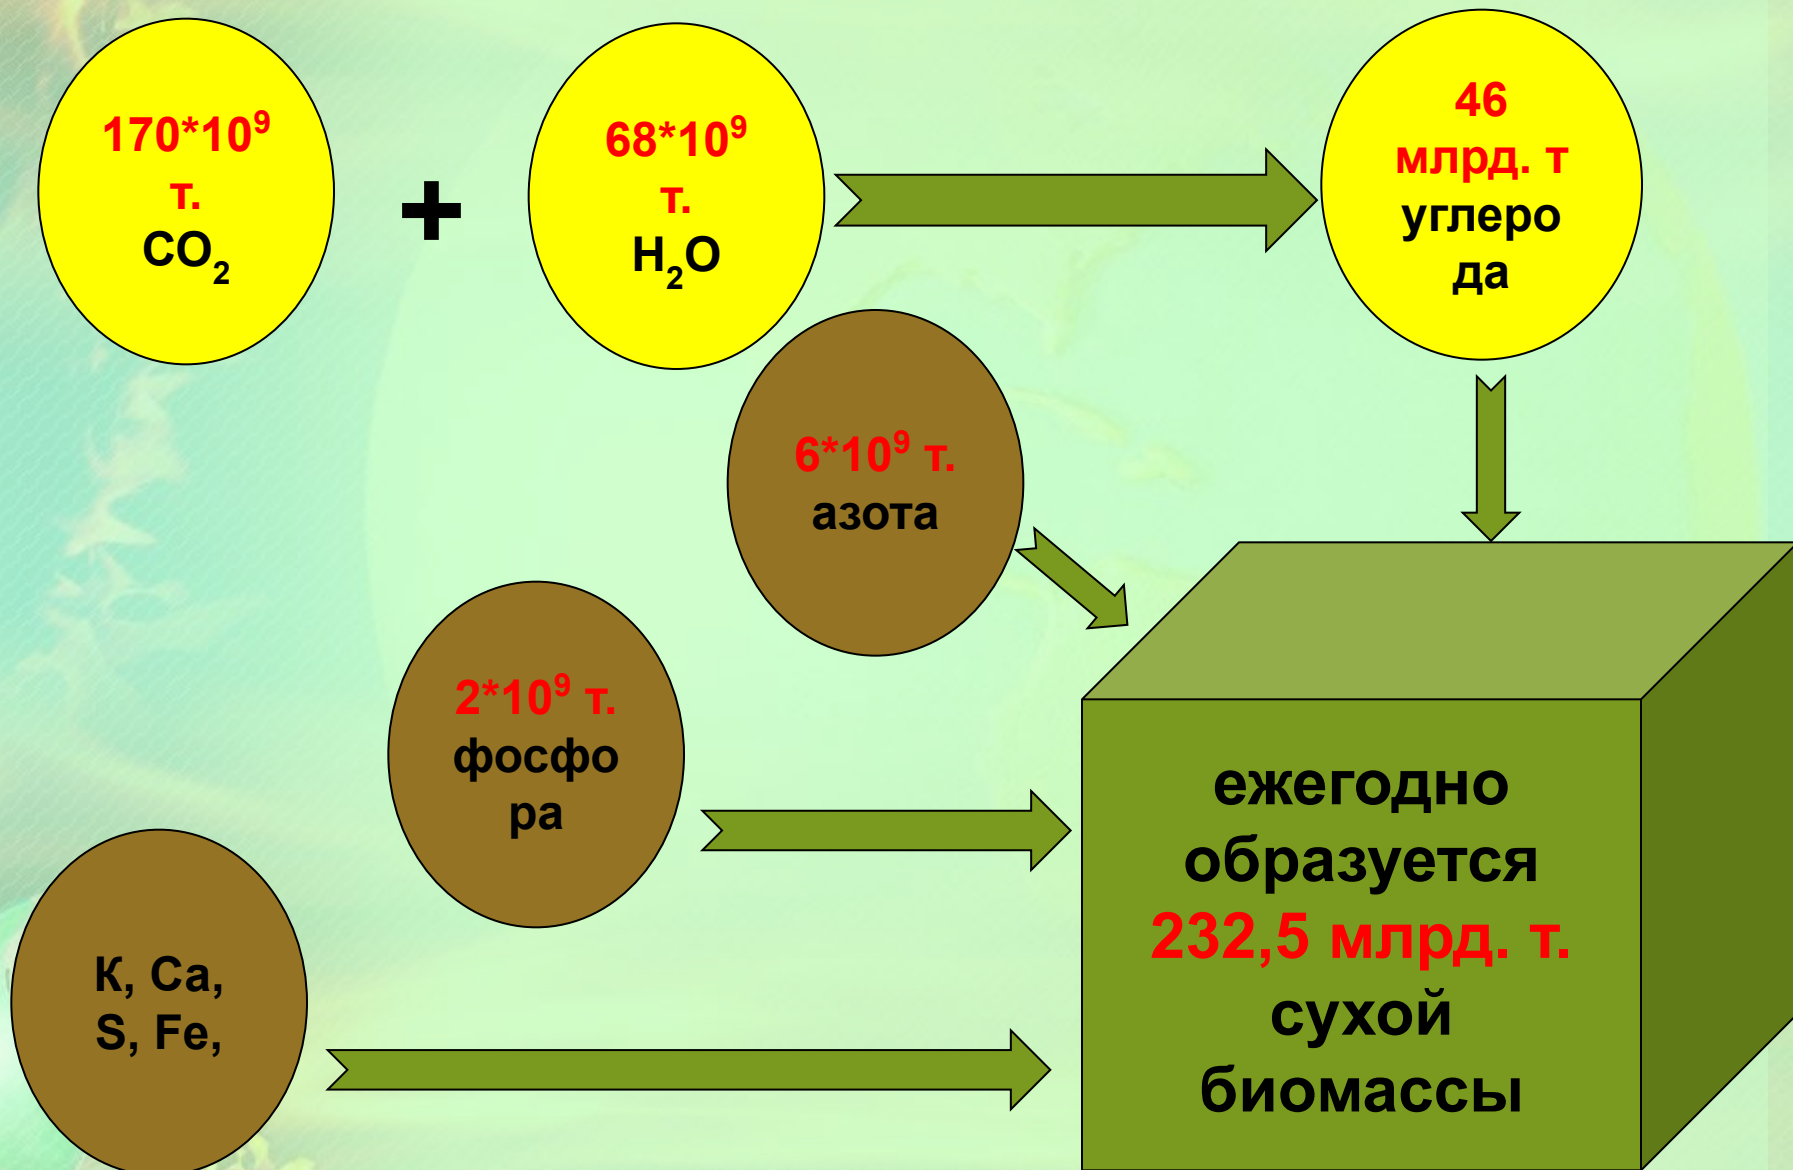 170*10⁹
т.
CO₂
+
68*10⁹
т.
H₂O
46
млрд. т
углеро
да
6*10⁹ т.
азота
2*10⁹ т.
фосфо
ра
К, Са,
S, Fe,
ежегодно
образуется
232,5 млрд. т.
сухой
биомассы